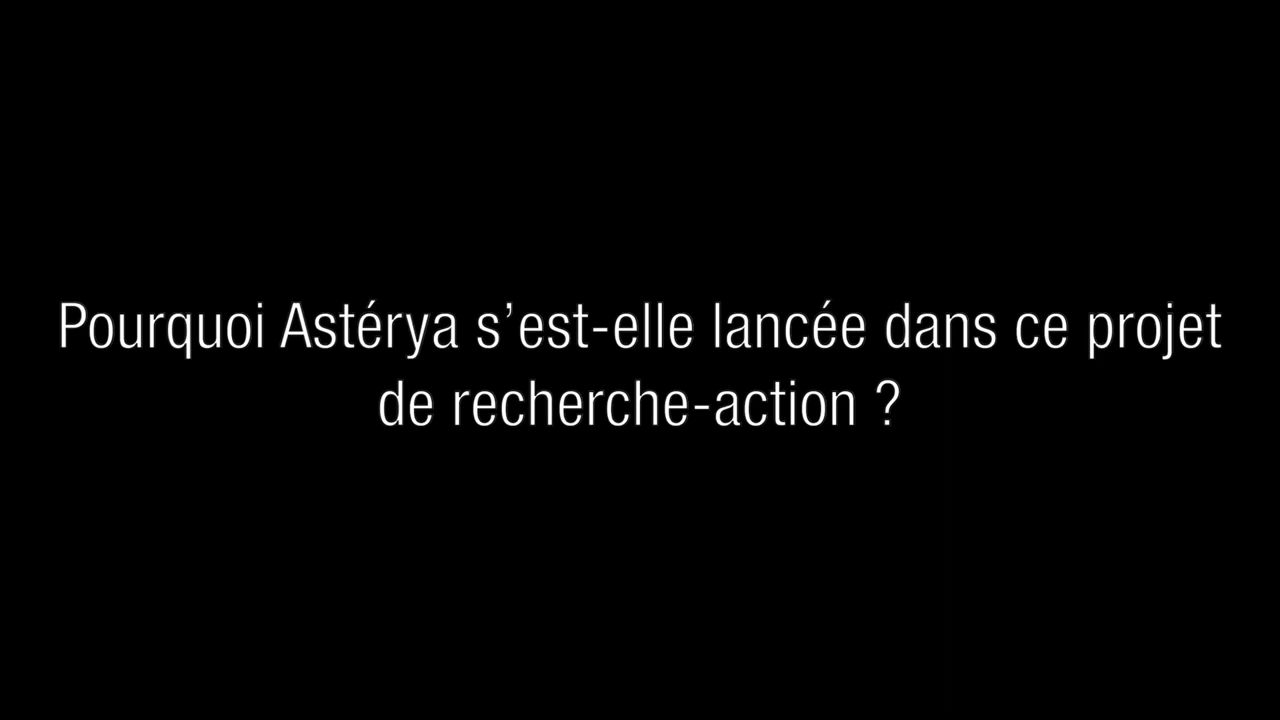 Pourquoi Astérya s’est-elle lancée dans ce projet
de recherche-action ?